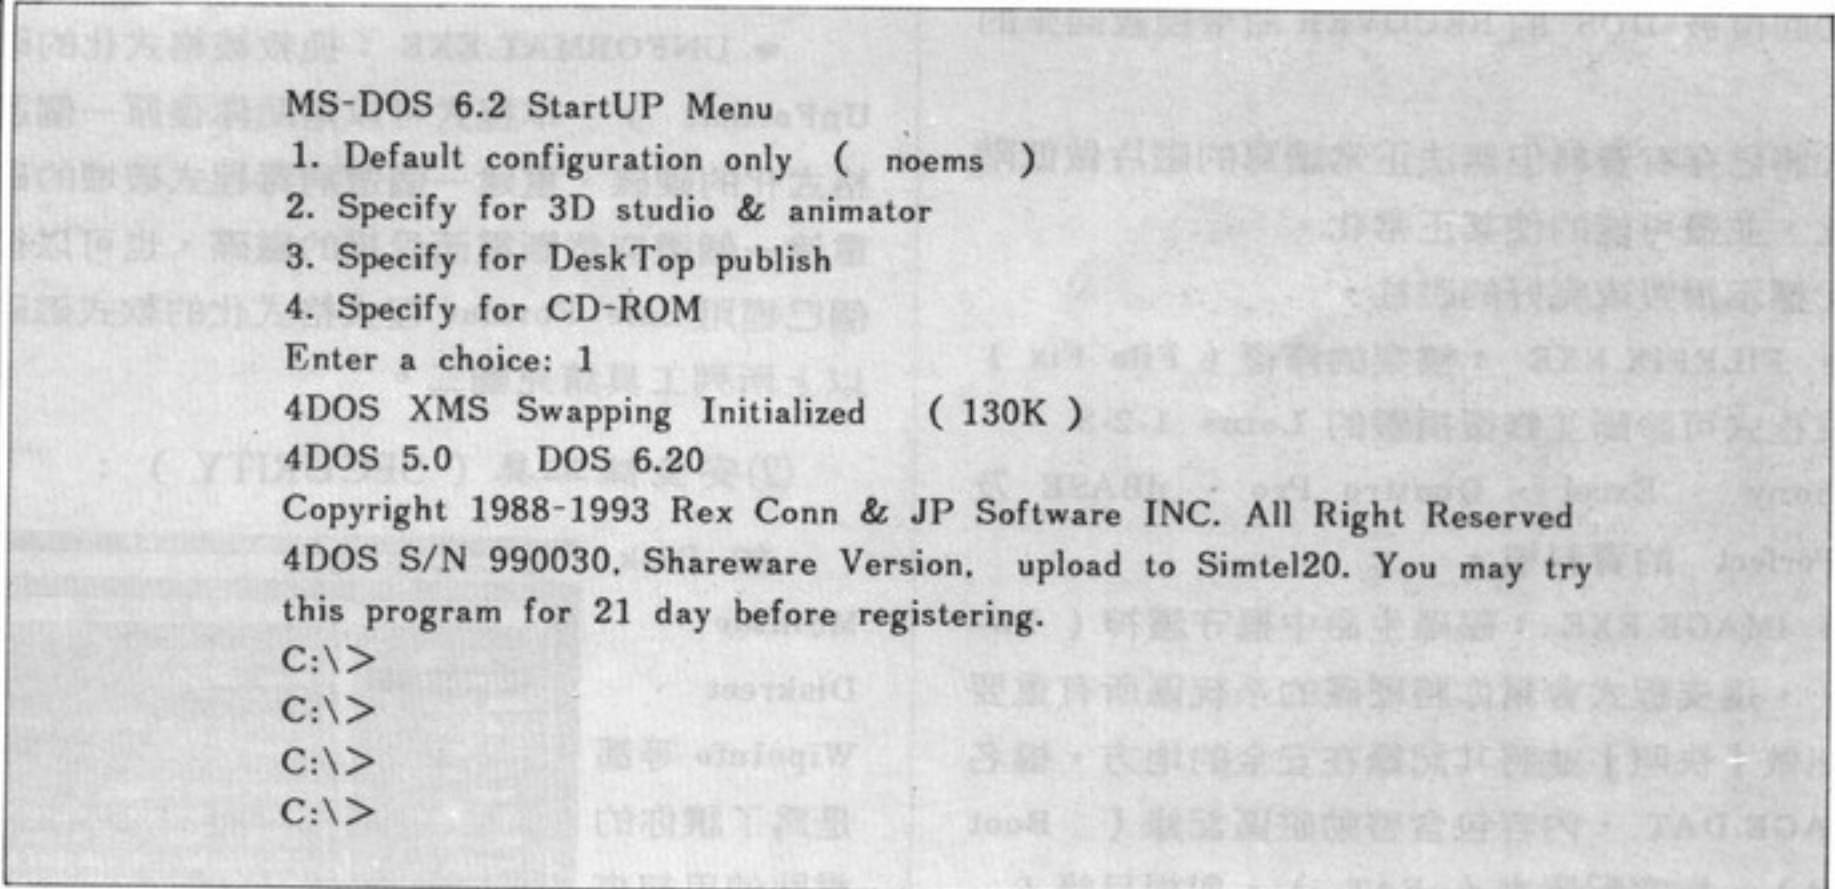 MS-DOS 6.2 StartUP Menu
1. Default configuration only ( noems )
2. Specify for 3D studio & animator
3. Specify for DeskTop publish
4. Specify for CD-ROM
Enter a choice: 1
4DOS XMS Swapping Initialized ( 130K )
4DOS 5.0 DOS 6.20
Copyright 1988-1993 Rex Conn & JP Software INC. All Right Reserved
4DOS S/N 990030, Shareware Version, upload to Simtel20. You may try
this program for 21 day before registering.
C:\>
C:\>
C:\>
C:\>